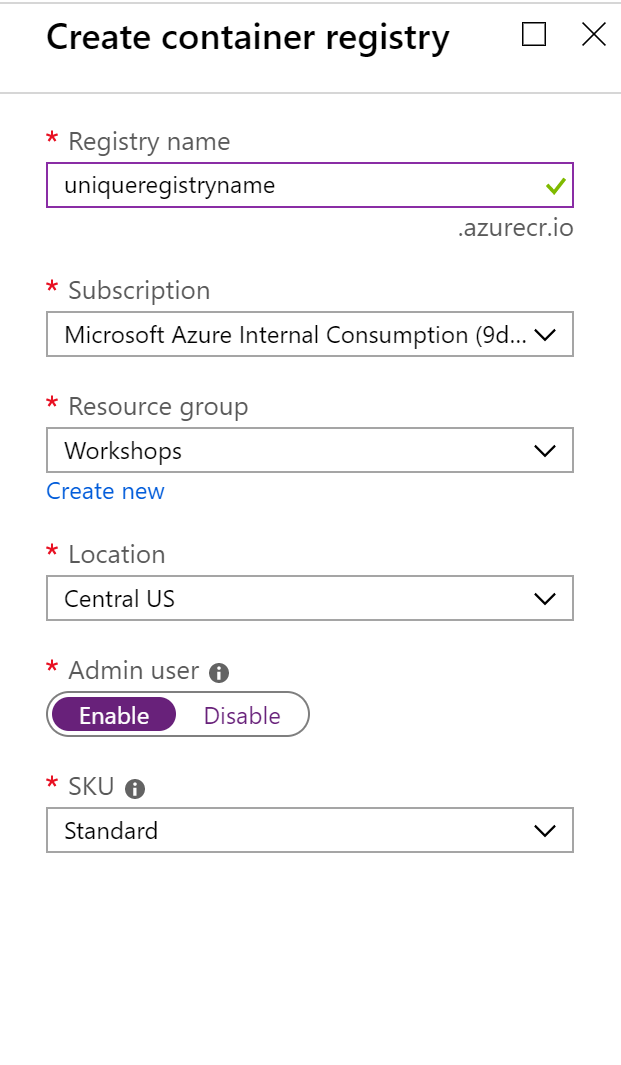 Create container registry
* Registry name
uniqueregistryname
.azurecr.io
* Subscription
Microsoft Azure Internal Consumption (9d...
* Resource group
Workshops
Create new
* Location
Central US
* Admin user
Enable Disable
* SKU
Standard